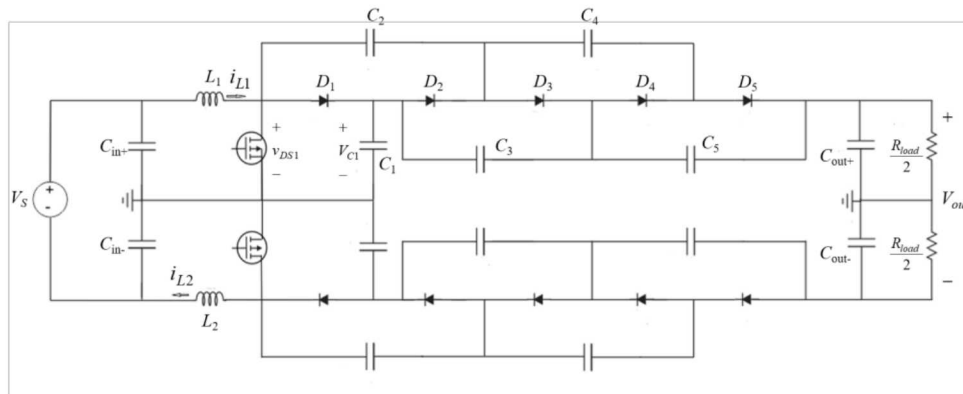 C2 C4
L1 iL1 D1 D2 D3 D4 D5
+ + +
Cin+ vDS1 VC1 C1 C3 C5 Cout+ Rload/2
− −
VS + - Vou
Cin- Cout- Rload/2
iL2 −
L2